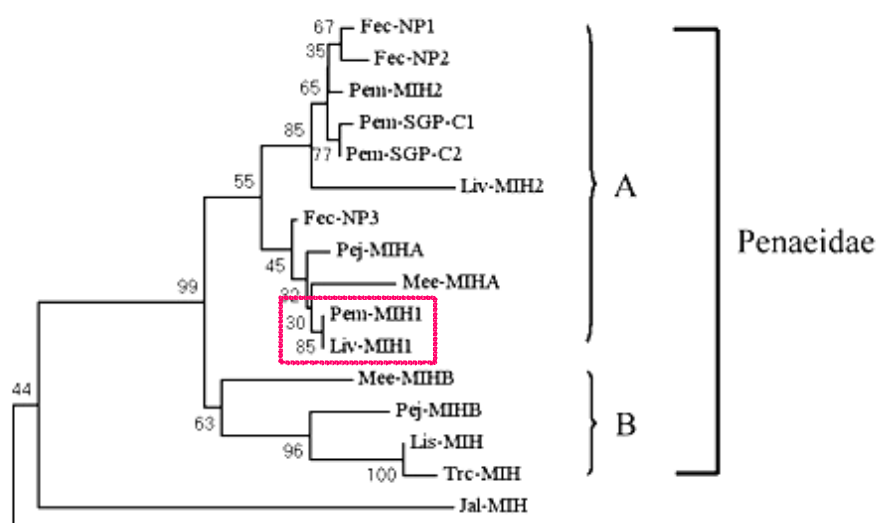 67 Fec-NP1
35 Fec-NP2
65 Pem-MIH2
85 Pem-SGP-C1
77 Pem-SGP-C2
55 Liv-MIH2 A
Fec-NP3
Penaeidae
45 Pej-MIHA
99 32 Mee-MIHA
30 Pem-MIH1
85 Liv-MIH1
44 Mee-MIHB
63 Pej-MIHB B
96 Lis-MIH
100 Trc-MIH
Jal-MIH